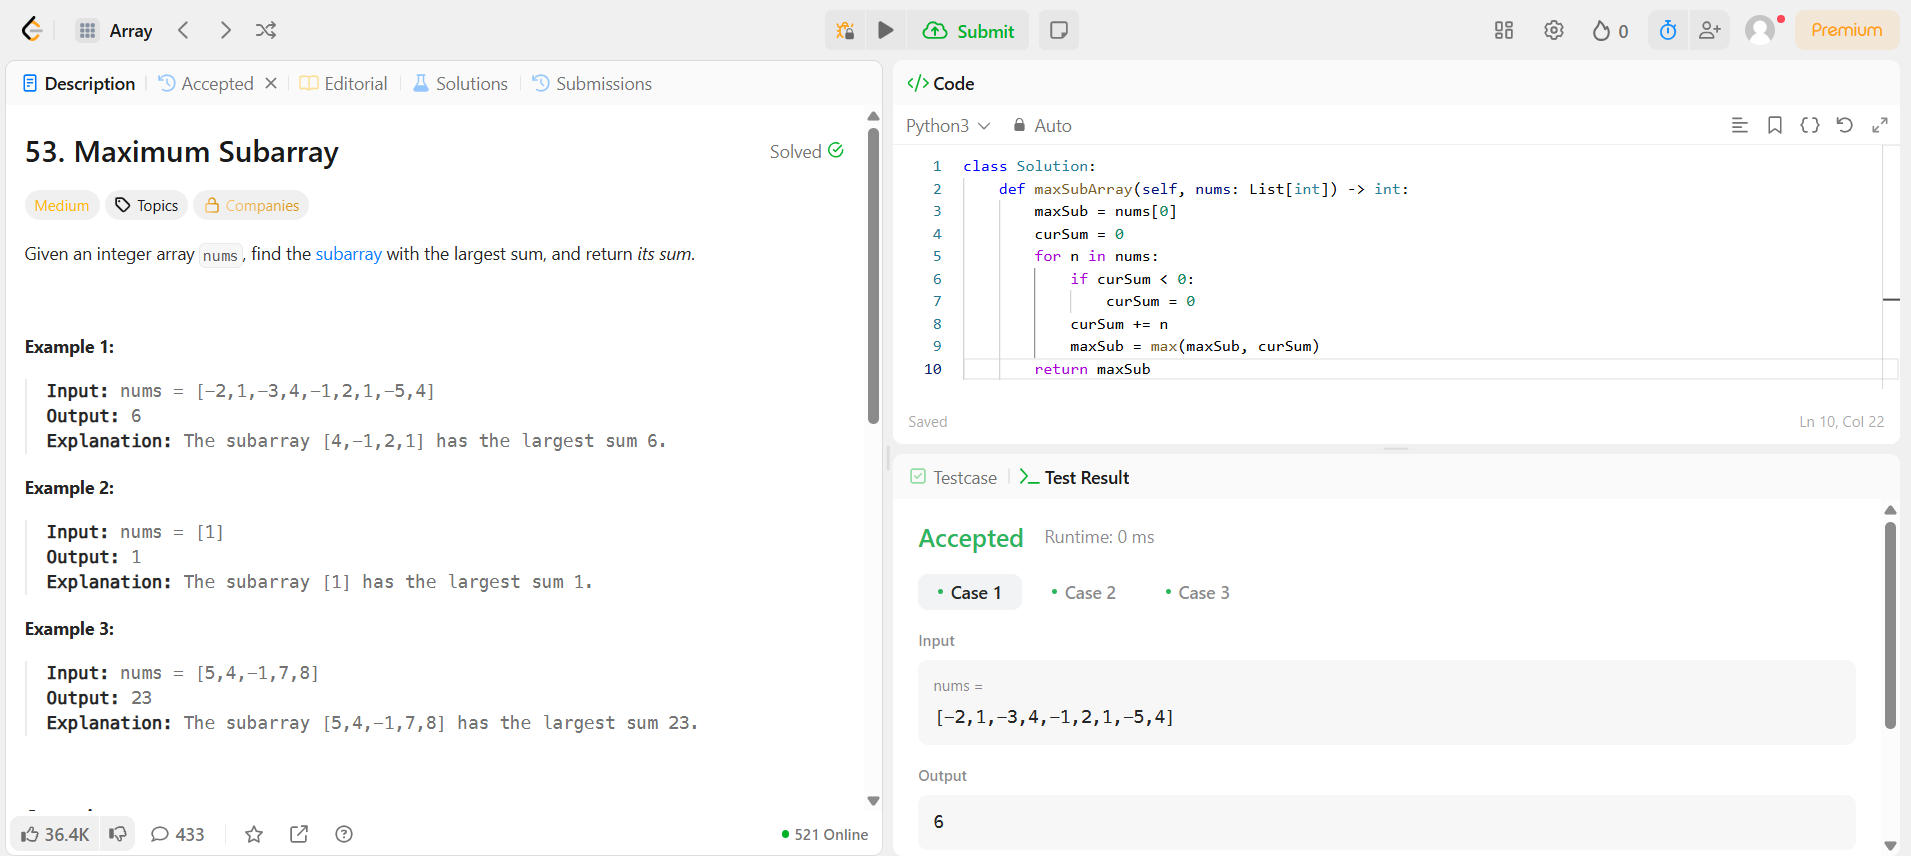 Array
Submit
0
Premium
Description
Accepted
Editorial
Solutions
Submissions
53. Maximum Subarray
Solved
Medium
Topics
Companies
Given an integer array nums, find the subarray with the largest sum, and return its sum.
Example 1:
Input: nums = [-2,1,-3,4,-1,2,1,-5,4]
Output: 6
Explanation: The subarray [4,-1,2,1] has the largest sum 6.
Example 2:
Input: nums = [1]
Output: 1
Explanation: The subarray [1] has the largest sum 1.
Example 3:
Input: nums = [5,4,-1,7,8]
Output: 23
Explanation: The subarray [5,4,-1,7,8] has the largest sum 23.
36.4K
433
521 Online
</> Code
Python3
Auto
1 class Solution:
2     def maxSubArray(self, nums: List[int]) -> int:
3         maxSub = nums[0]
4         curSum = 0
5         for n in nums:
6             if curSum < 0:
7                 curSum = 0
8             curSum += n
9             maxSub = max(maxSub, curSum)
10         return maxSub
Saved
Ln 10, Col 22
Testcase
Test Result
Accepted
Runtime: 0 ms
Case 1
Case 2
Case 3
Input
nums =
[-2,1,-3,4,-1,2,1,-5,4]
Output
6